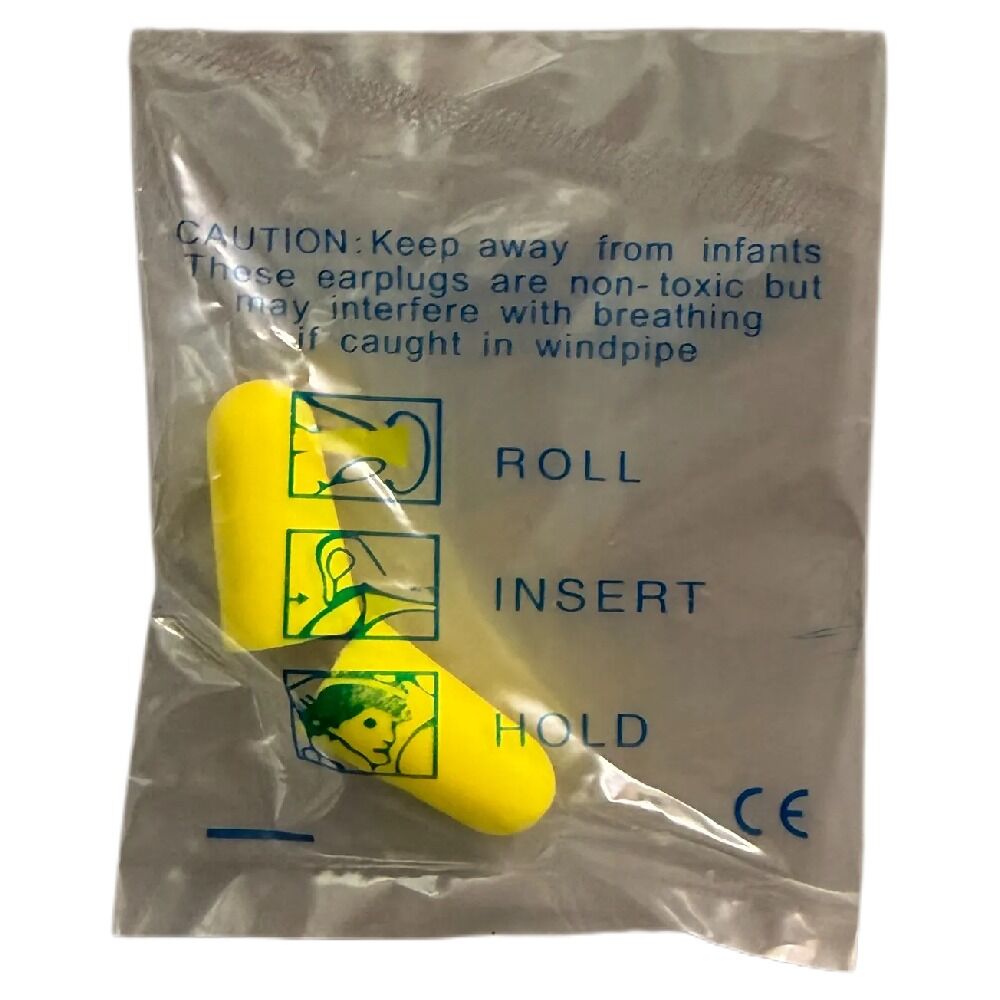 CAUTION: Keep away from infants
These earplugs are non-toxic but
may interfere with breathing
if caught in windpipe
ROLL
INSERT
HOLD
CE